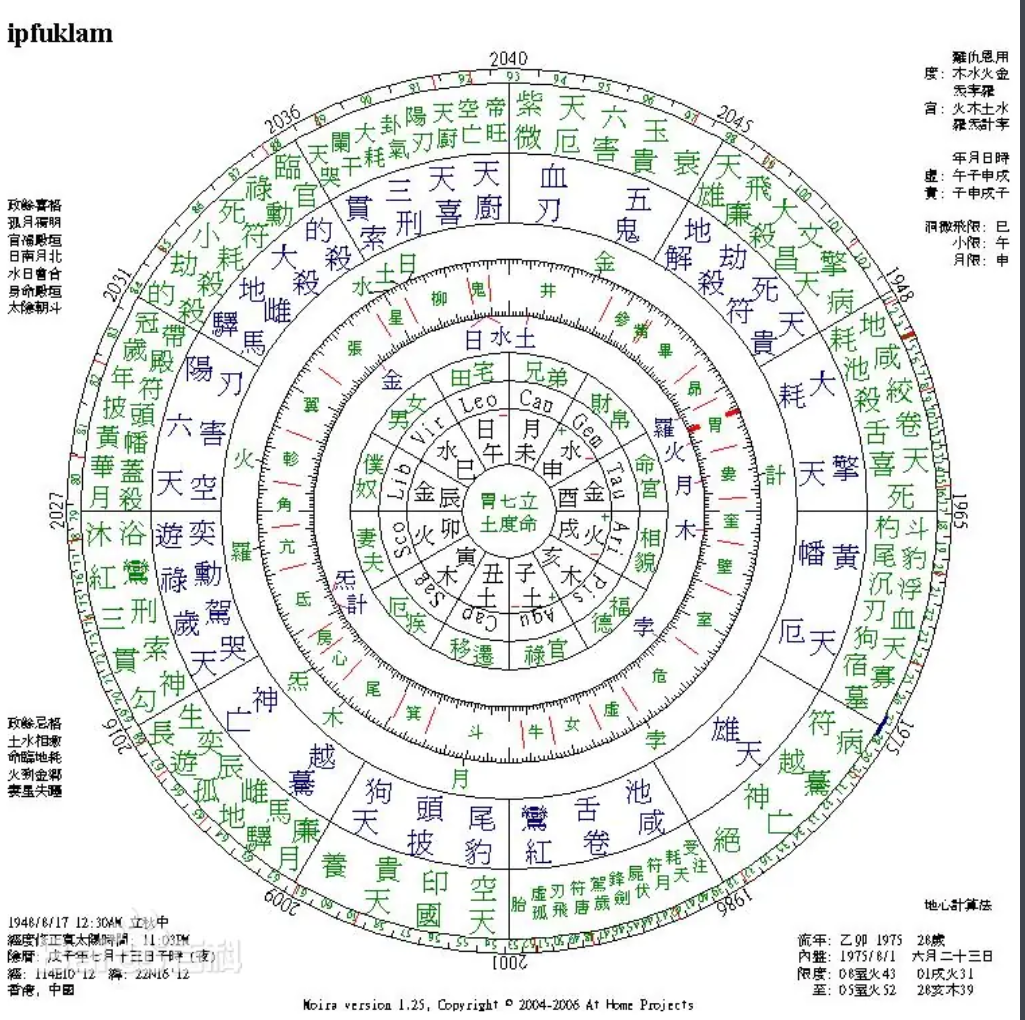 ipfuklam
難仇恩用
度：木水火金
炁孛羅
宮：火木土水
羅炁計孛
年月日時
虛：午子申戌
實：子申戌子
洞微飛限：巳
小限：午
月限：申
政餘喜格
孤月獨明
官福殿垣
日南月北
水日會合
身命殿垣
太陰朝斗
政餘忌格
土水相
命臨地耗
火到金鄉
妻星失
2040
2045
1948
1965
1975
1986
2001
2009
2016
2027
2031
2036
紫微
天厄
六害
玉貴
衰
天雄
飛廉
大殺
文昌
擎天
病
地耗
咸池
絞殺
卷舌
天喜
死
斗杓
豹尾
浮沉
血刃
天狗
寡宿
墓
病符
驀越
亡神
絕
受注
耗天
符月
屍伏
鋒劍
駕歲
符唐
刃飛
虛孤
胎
空天
印國
貴天
養
廉月
馬驛
雌地
辰孤
奕遊
生長
神勾
索貫
刑三
鸞紅
浴沐
殺月
蓋華
幡黃
頭披
符年
殿歲
帶冠
的殺
劫殺
小耗
死符
祿勳
臨官
天哭
闌干
大耗
卦氣
陽刃
天廚
空亡
帝旺
血刃
五鬼
地解
劫殺
死符
天貴
大耗
天擎
黃幡
天厄
天雄
咸池
舌卷
鸞紅
尾豹
頭披
狗天
越驀
神亡
哭天
駕歲
勳祿
奕遊
空天
害六
刃陽
馬驛
雌地
大殺
的殺
貫索
三刑
天喜
天廚
日
土
水
金
計
孛
月
木
炁
羅
火
井
鬼
柳
星
張
翼
軫
角
亢
氐
房
心
尾
箕
斗
牛
女
虛
危
室
壁
奎
婁
胃
昴
畢
觜
參
日水土
金
羅火
月
木
孛
炁計
田宅
兄弟
財帛
命宮
相貌
福德
官祿
遷移
疾厄
夫妻
奴僕
男女
Leo
Can
Gem
Tau
Ari
Pis
Aqu
Cap
Sag
Sco
Lib
Vir
日
月
水
金
火
木
土
土
木
火
金
水
午
未
申
酉
戌
亥
子
丑
寅
卯
辰
巳
胃七立
土度命
地心計算法
1948/8/17 12:30AM 立秋中
經度修正真太陽時間：11:03PM
陰曆：戊子年七月十三日子時(夜)
經：114E10'12 緯：22N16'12
香港，中國
流年：乙卯 1975 28歲
內盤：1975/8/1 六月二十三日
限度：08室火43 01戌火31
至：05室火52 28亥木39
Moira version 1.25, Copyright © 2004-2006 At Home Projects